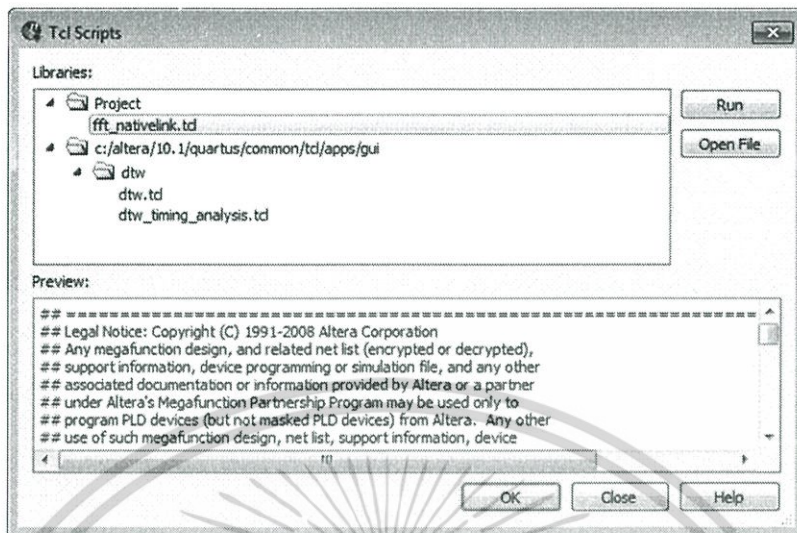 Tcl Scripts
Libraries:
Project
fft_nativelink.tcl
c:/altera/10.1/quartus/common/tcl/apps/gui
dtw
dtw.tcl
dtw_timing_analysis.tcl
Run
Open File
Preview:
## ==========================================================================
## Legal Notice: Copyright (C) 1991-2008 Altera Corporation
## Any megafunction design, and related net list (encrypted or decrypted),
## support information, device programming or simulation file, and any other
## associated documentation or information provided by Altera or a partner
## under Altera's Megafunction Partnership Program may be used only to
## program PLD devices (but not masked PLD devices) from Altera. Any other
## use of such megafunction design, net list, support information, device
OK
Close
Help